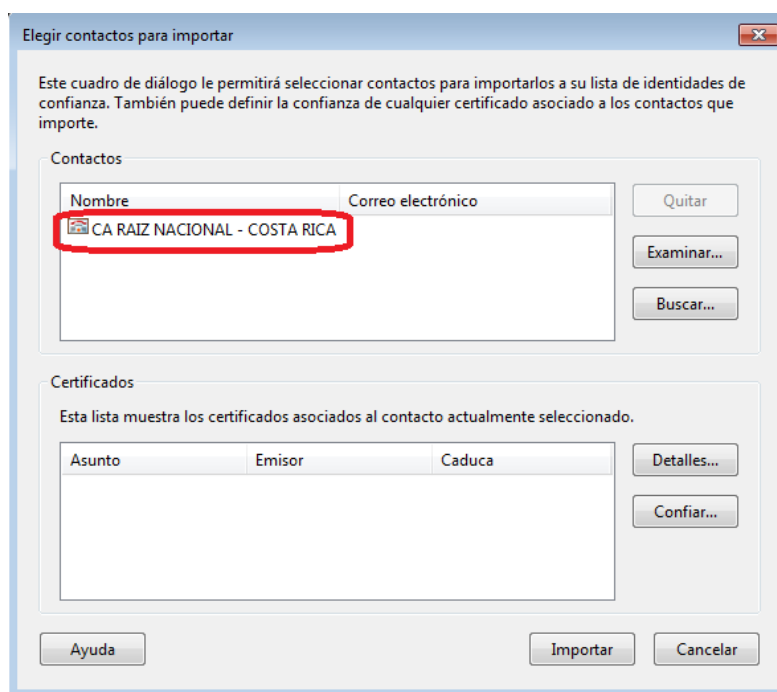 Elegir contactos para importar
Este cuadro de diálogo le permitirá seleccionar contactos para importarlos a su lista de identidades de
confianza. También puede definir la confianza de cualquier certificado asociado a los contactos que
importe.
Contactos
Nombre Correo electrónico
CA RAIZ NACIONAL - COSTA RICA
Quitar
Examinar...
Buscar...
Certificados
Esta lista muestra los certificados asociados al contacto actualmente seleccionado.
Asunto Emisor Caduca
Detalles...
Confiar...
Ayuda Importar Cancelar